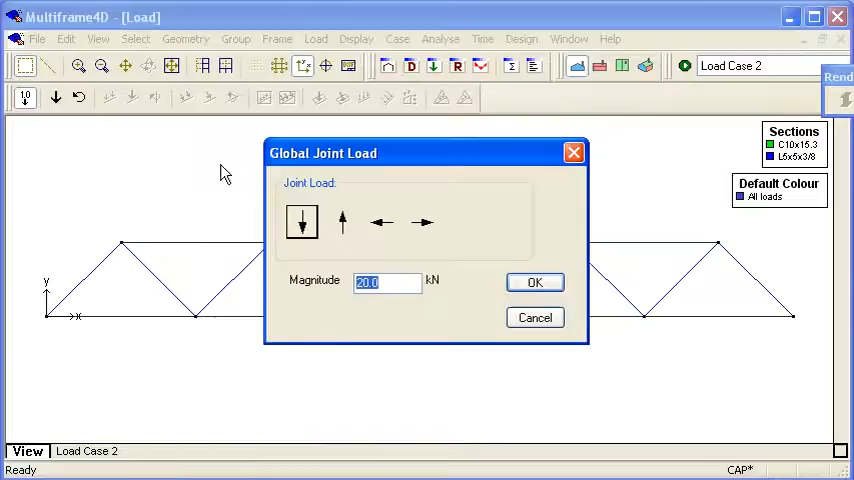 Multiframe4D - [Load]
File Edit View Select Geometry Group Frame Load Display Case Analyse Time Design Window Help
D R Σ Load Case 2
Rend
1.0
Sections
C10x15.3
L5x5x3/8
Default Colour
All loads
Global Joint Load
Joint Load:
Magnitude 20.0 kN OK
Cancel
y
x
View Load Case 2
Ready CAP*